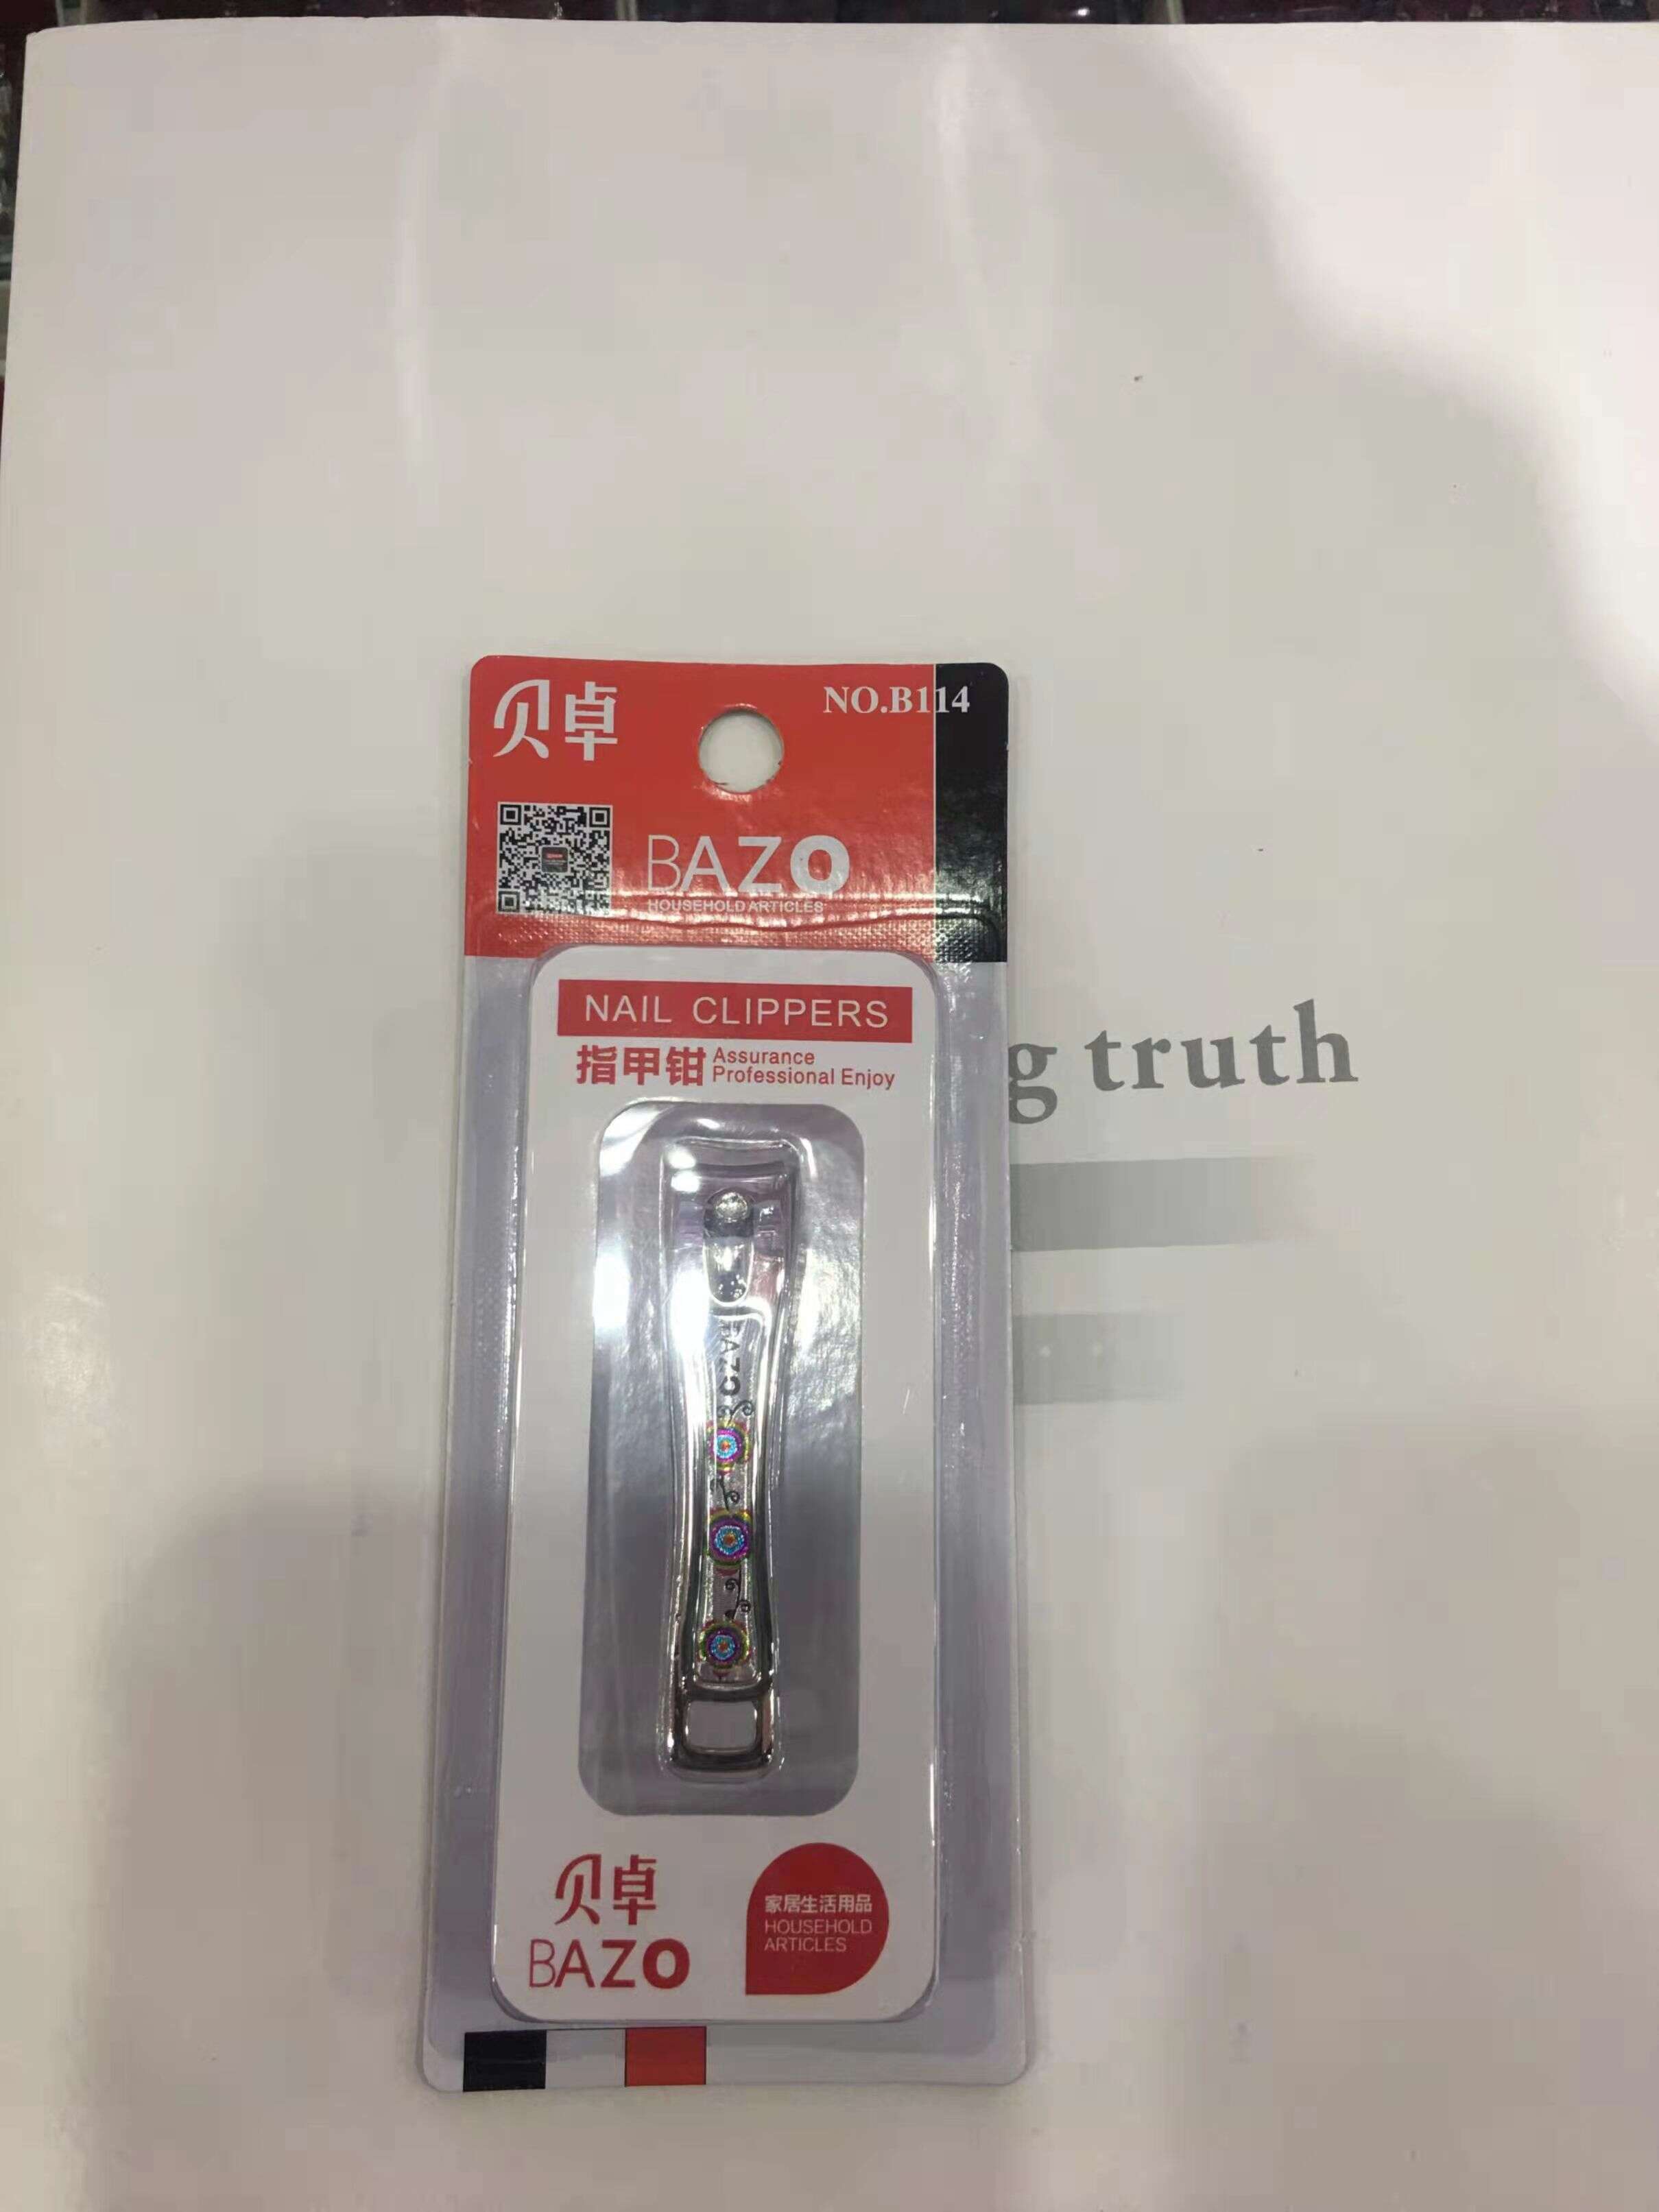 贝卓
NO.B114
BAZO
HOUSEHOLD ARTICLES
NAIL CLIPPERS
指甲钳
Assurance
Professional Enjoy
g truth
BAZO
贝卓
BAZO
家居生活用品
HOUSEHOLD
ARTICLES